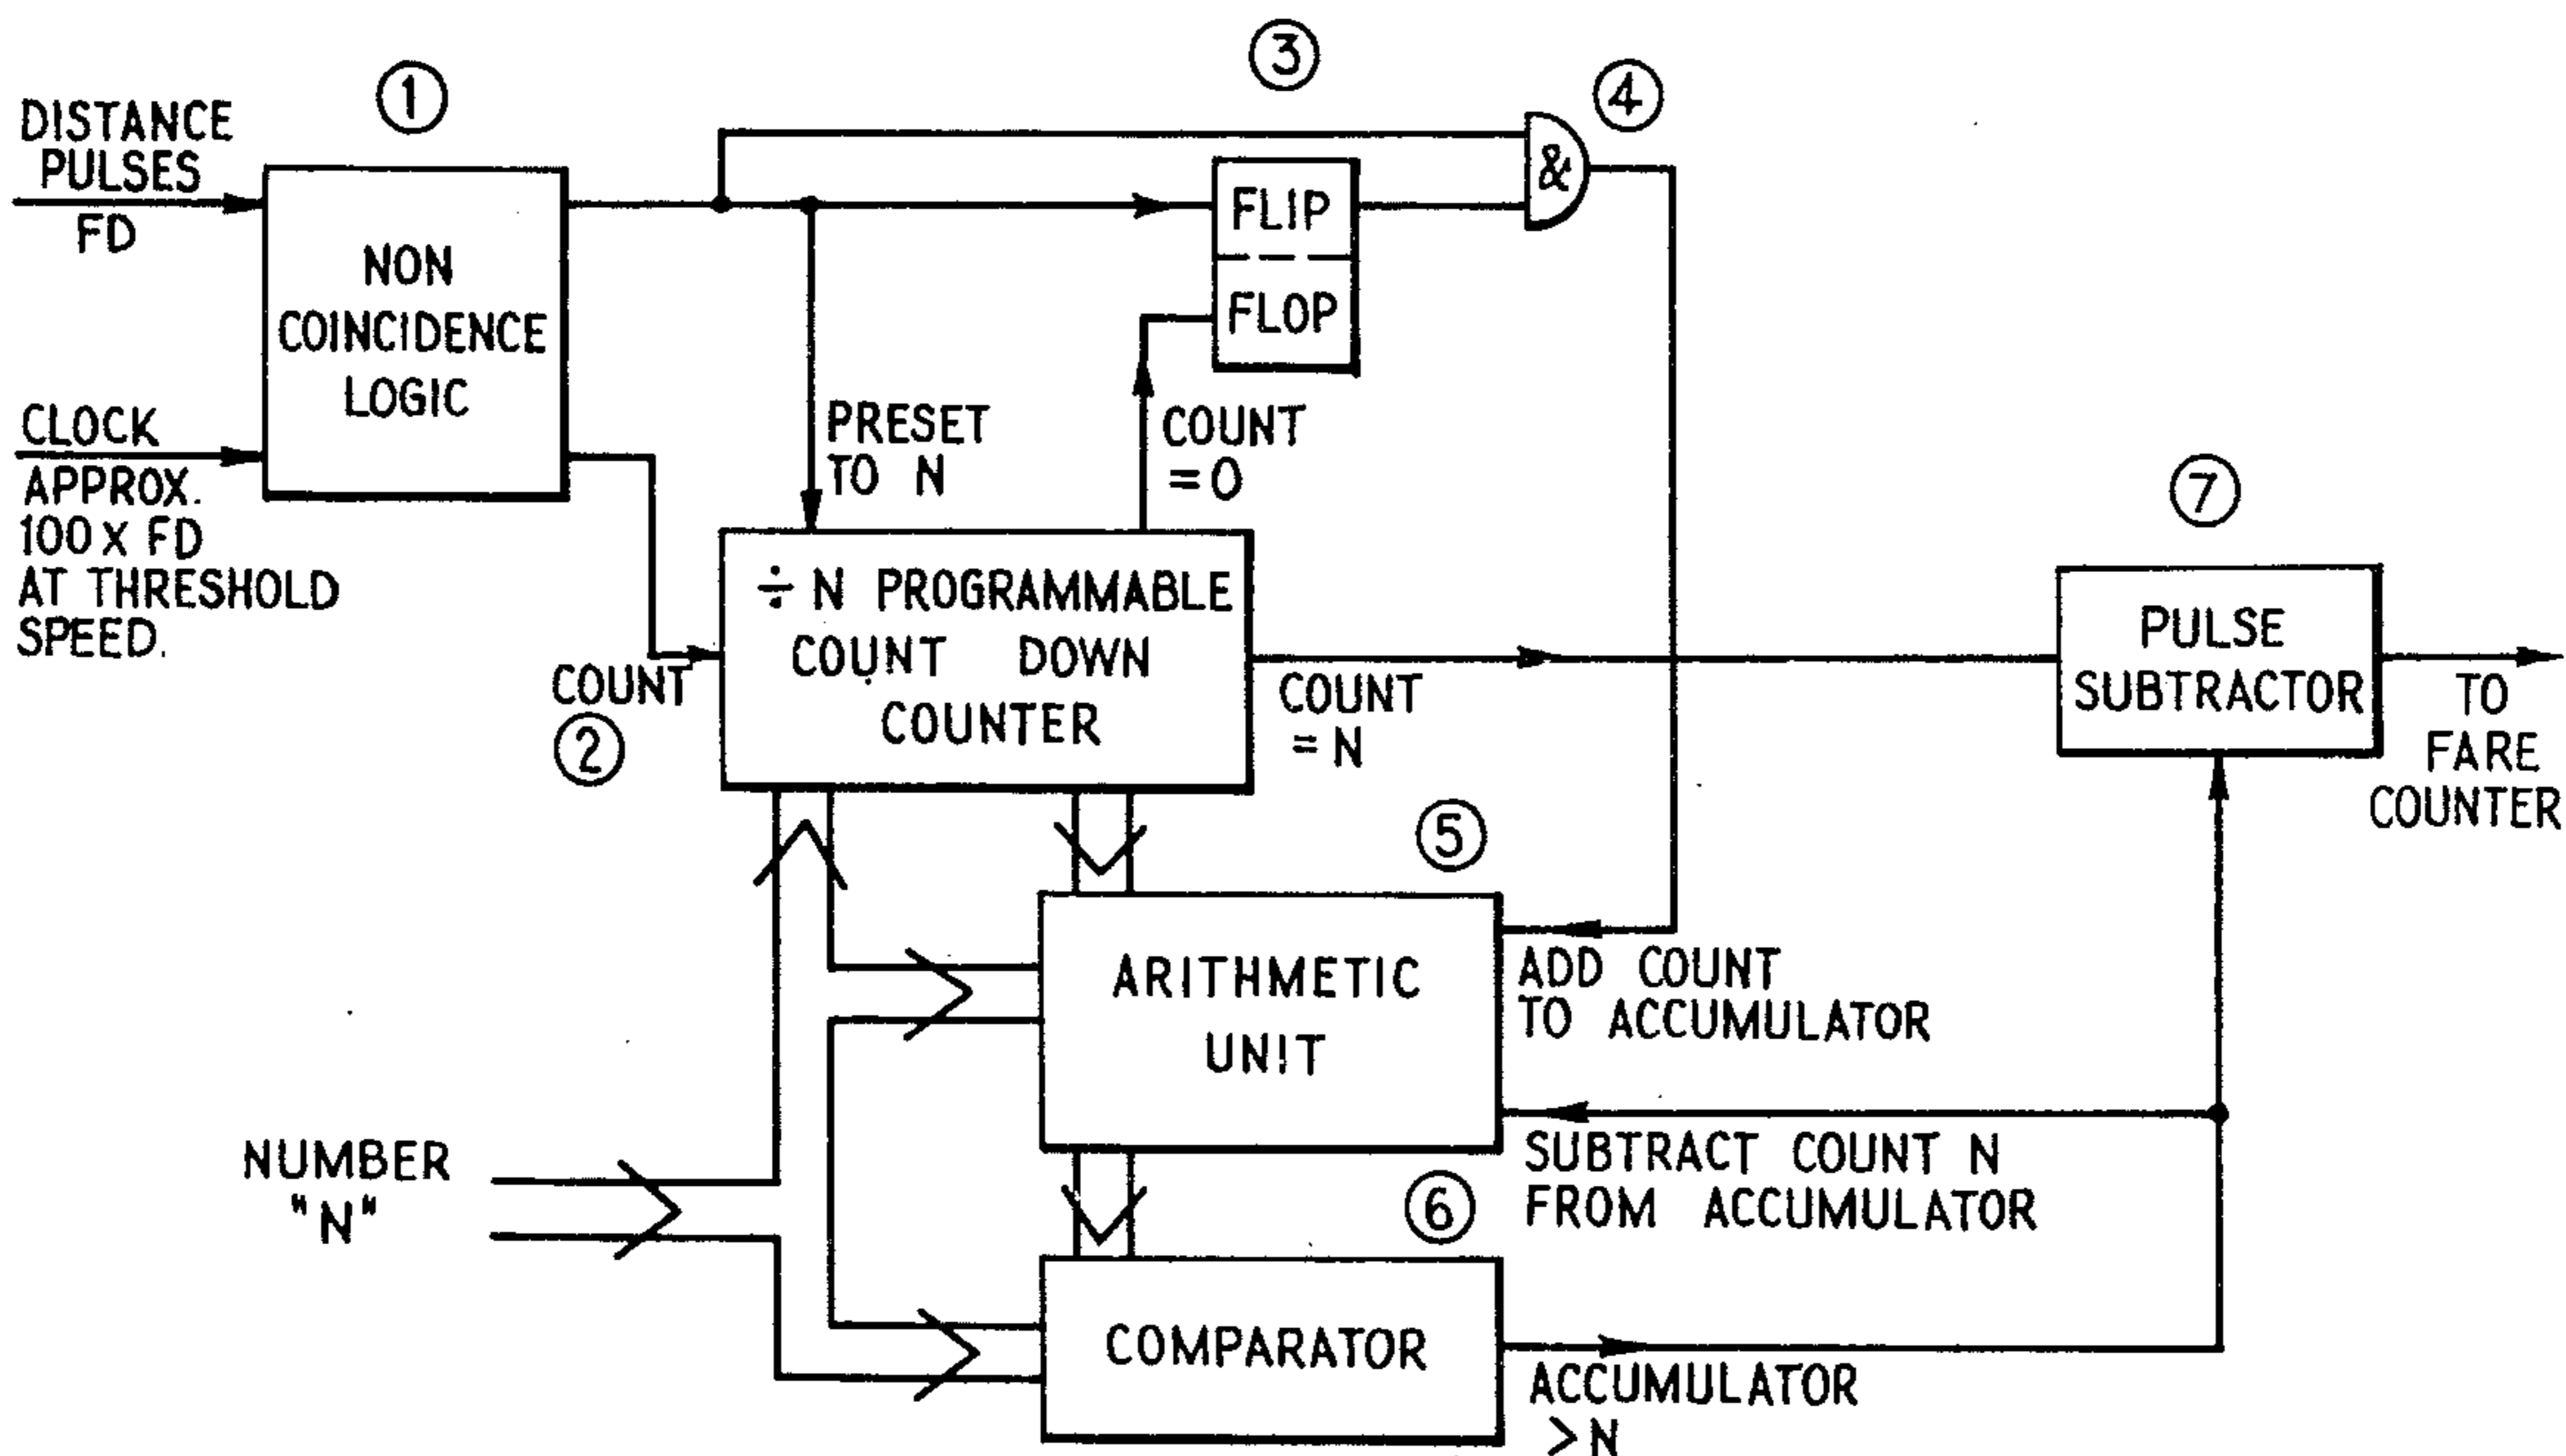 ①
DISTANCE
PULSES
FD
NON
COINCIDENCE
LOGIC
CLOCK
APPROX.
100 X FD
AT THRESHOLD
SPEED.
③
FLIP
FLOP
④
&
PRESET
TO N
COUNT
= 0
COUNT
②
÷ N PROGRAMMABLE
COUNT DOWN
COUNTER
COUNT
= N
⑦
PULSE
SUBTRACTOR
TO
FARE
COUNTER
⑤
ARITHMETIC
UNIT
ADD COUNT
TO ACCUMULATOR
SUBTRACT COUNT N
FROM ACCUMULATOR
NUMBER
"N"
⑥
COMPARATOR
ACCUMULATOR
> N